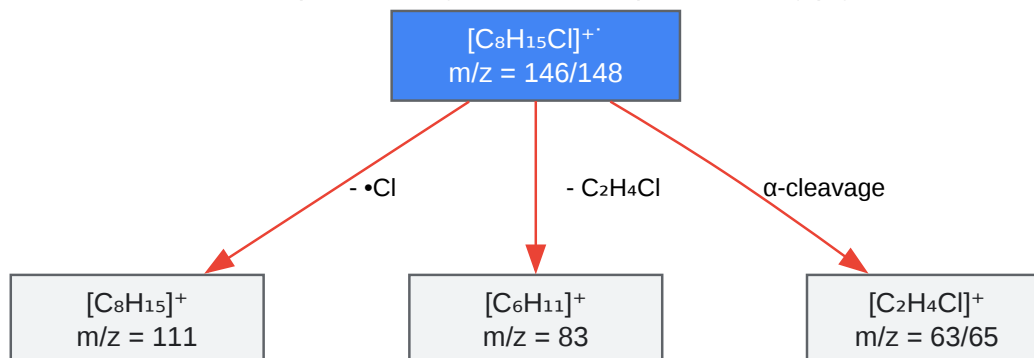 [C₈H₁₅Cl]⁺˙
m/z = 146/148
- •Cl
- C₂H₄Cl
α-cleavage
[C₈H₁₅]⁺
m/z = 111
[C₆H₁₁]⁺
m/z = 83
[C₂H₄Cl]⁺
m/z = 63/65